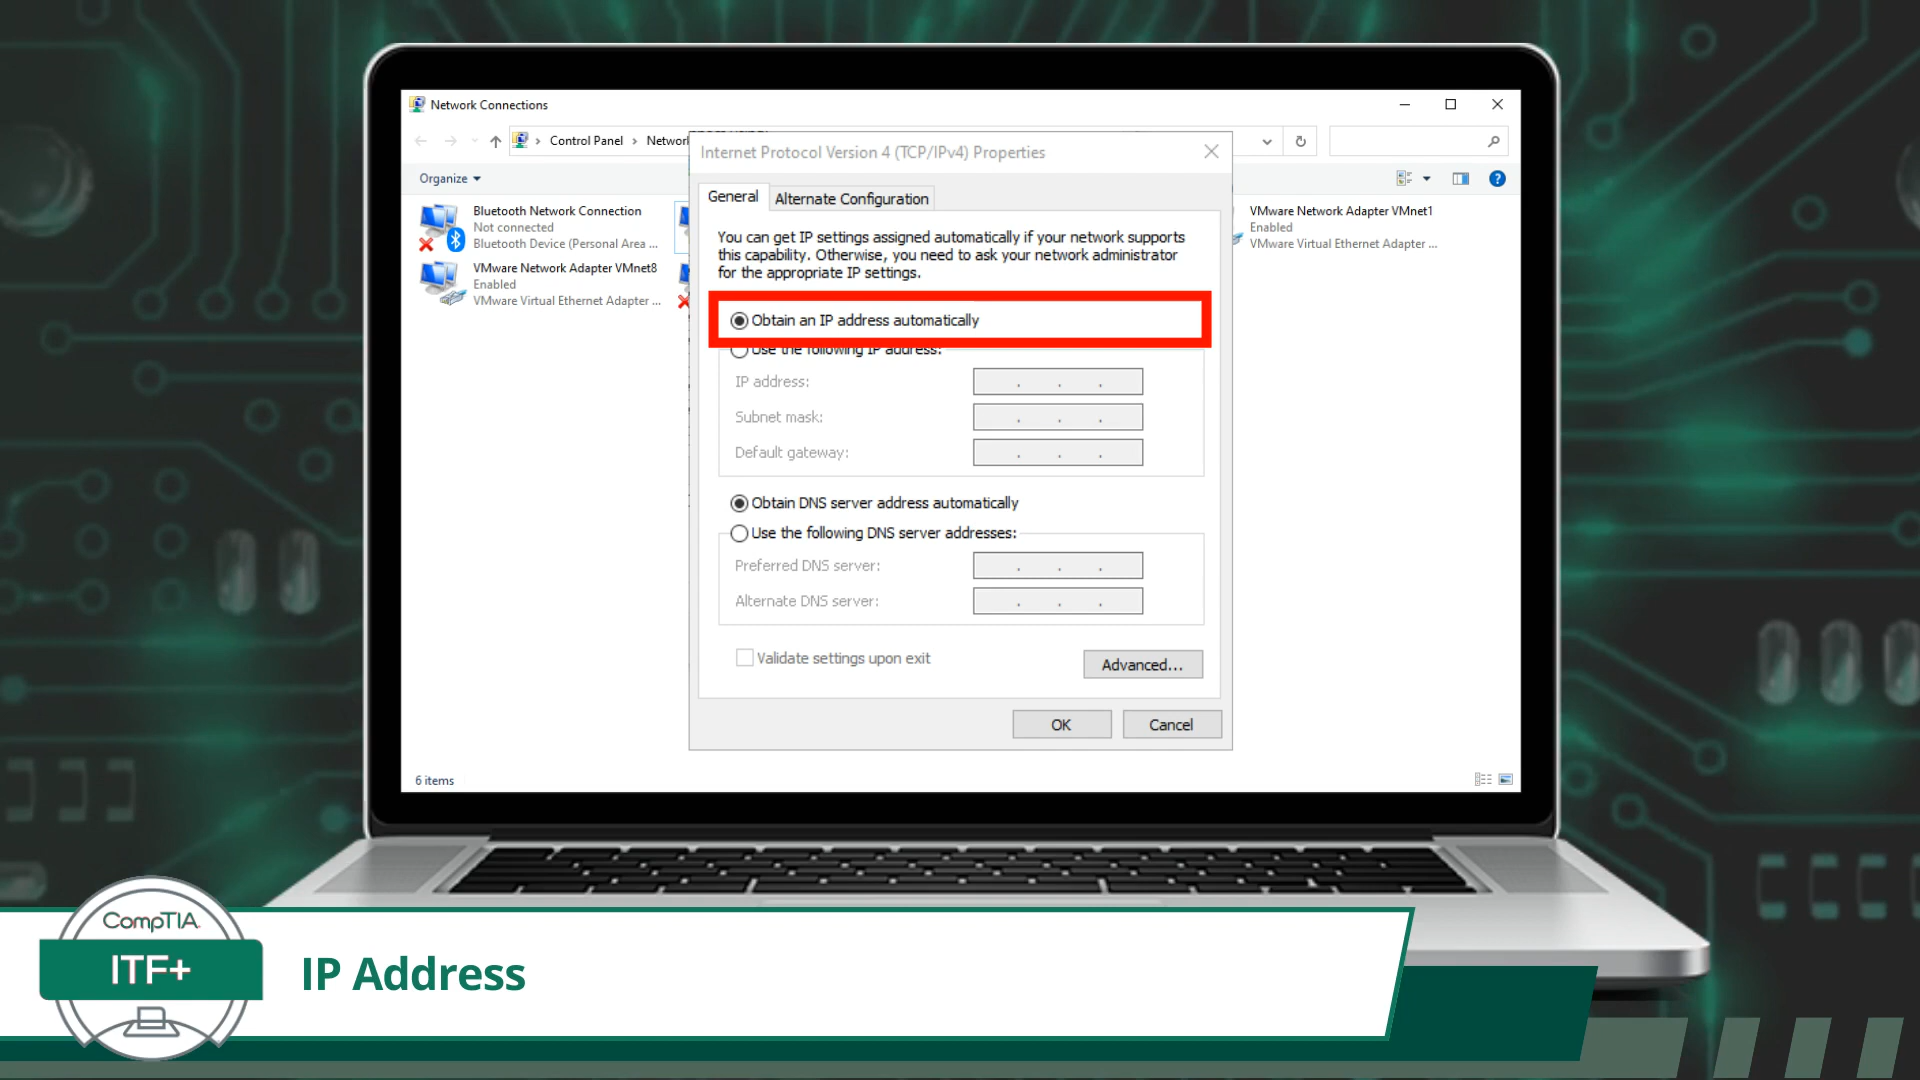 Network Connections
Control Panel
Internet Protocol Version 4 (TCP/IPv4) Properties
Organize
General
Alternate Configuration
Bluetooth Network Connection
Not connected
Bluetooth Device (Personal Area ...
VMware Network Adapter VMnet8
Enabled
VMware Virtual Ethernet Adapter ...
VMware Network Adapter VMnet1
Enabled
VMware Virtual Ethernet Adapter ...
You can get IP settings assigned automatically if your network supports
this capability. Otherwise, you need to ask your network administrator
for the appropriate IP settings.
Obtain an IP address automatically
Use the following IP address:
IP address:
Subnet mask:
Default gateway:
Obtain DNS server address automatically
Use the following DNS server addresses:
Preferred DNS server:
Alternate DNS server:
Validate settings upon exit
Advanced...
OK
Cancel
6 items
CompTIA
ITF+
IP Address